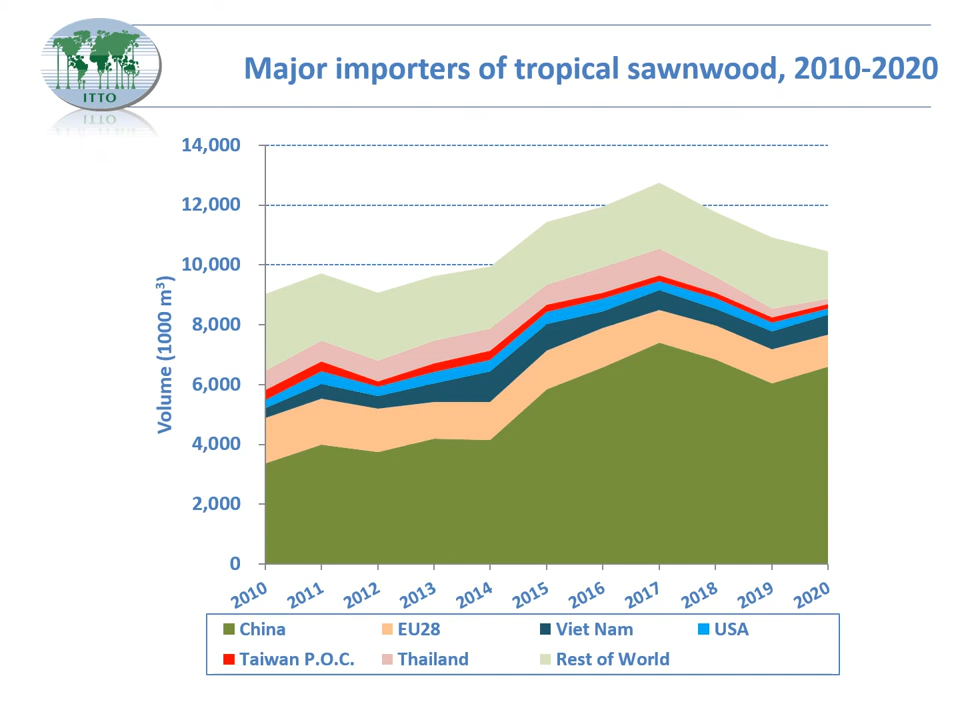 ITTO
Major importers of tropical sawnwood, 2010-2020
Volume (1000 m³)
14,000
12,000
10,000
8,000
6,000
4,000
2,000
0
2010 2011 2012 2013 2014 2015 2016 2017 2018 2019 2020
China EU28 Viet Nam USA
Taiwan P.O.C. Thailand Rest of World